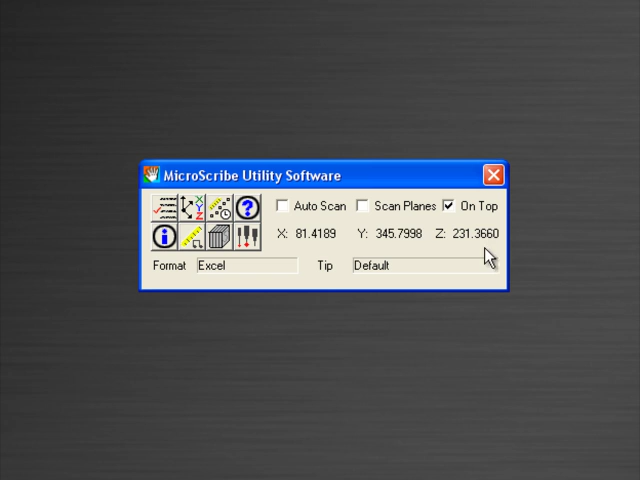 MicroScribe Utility Software
Auto Scan Scan Planes On Top
X: 81.4189 Y: 345.7998 Z: 231.3660
Format Excel Tip Default